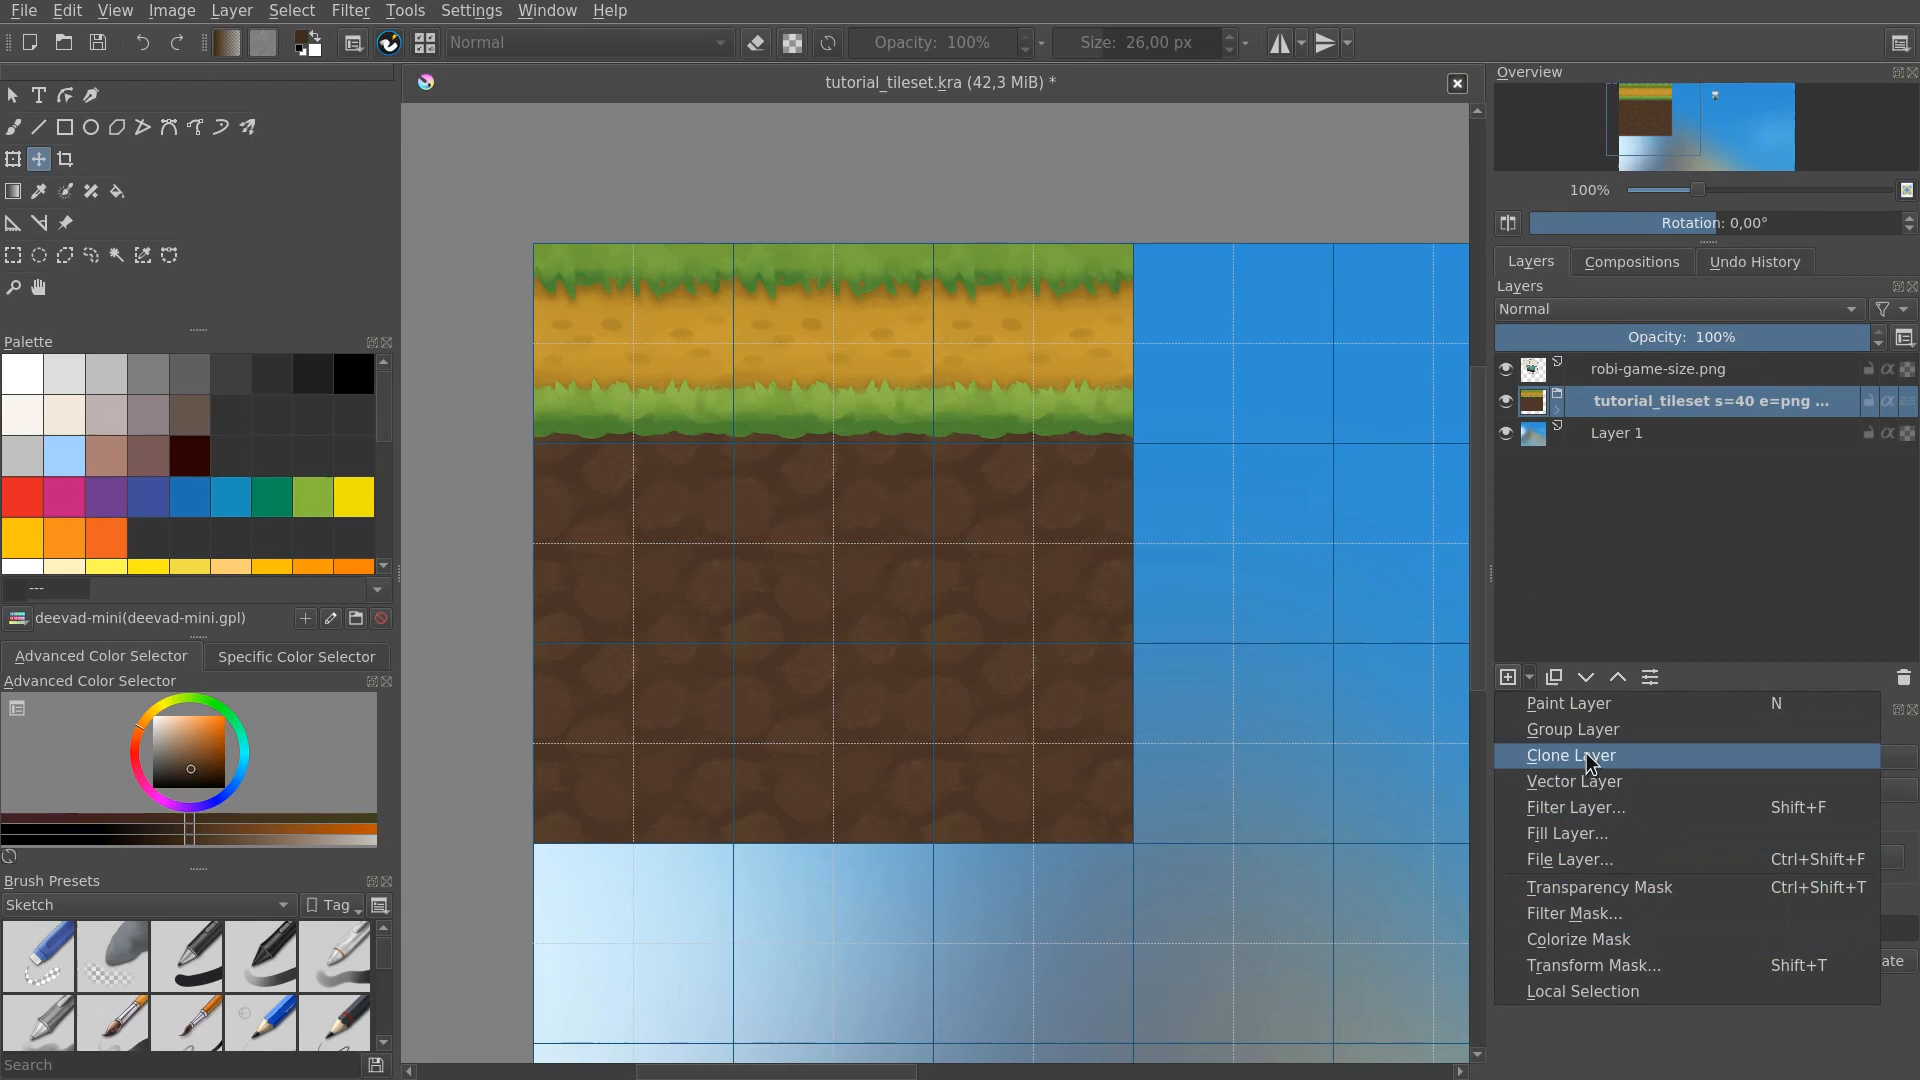 File Edit View Image Layer Select Filter Tools Settings Window Help
Normal Opacity: 100% Size: 26,00 px
tutorial_tileset.kra (42,3 MiB) *
Overview
100%
Rotation: 0,00°
Layers Compositions Undo History
Layers
Normal
Opacity: 100%
robi-game-size.png
tutorial_tileset s=40 e=png ...
Layer 1
Paint Layer N
Group Layer
Clone Layer
Vector Layer
Filter Layer... Shift+F
Fill Layer...
File Layer... Ctrl+Shift+F
Transparency Mask Ctrl+Shift+T
Filter Mask...
Colorize Mask
Transform Mask... Shift+T
Local Selection
ate
Palette
---
deevad-mini(deevad-mini.gpl)
Advanced Color Selector Specific Color Selector
Advanced Color Selector
Brush Presets
Sketch Tag
Search